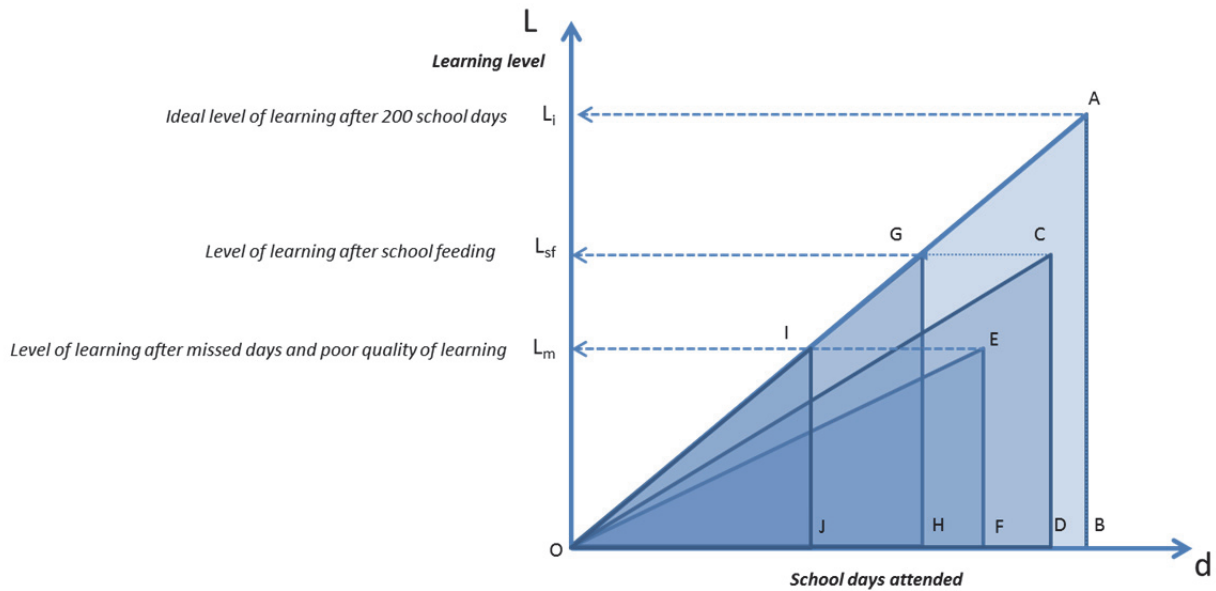 L
Learning level
A
Ideal level of learning after 200 school days
Li
G
C
Level of learning after school feeding
Lsf
I
E
Level of learning after missed days and poor quality of learning
Lm
J
H
F
D
B
O
d
School days attended